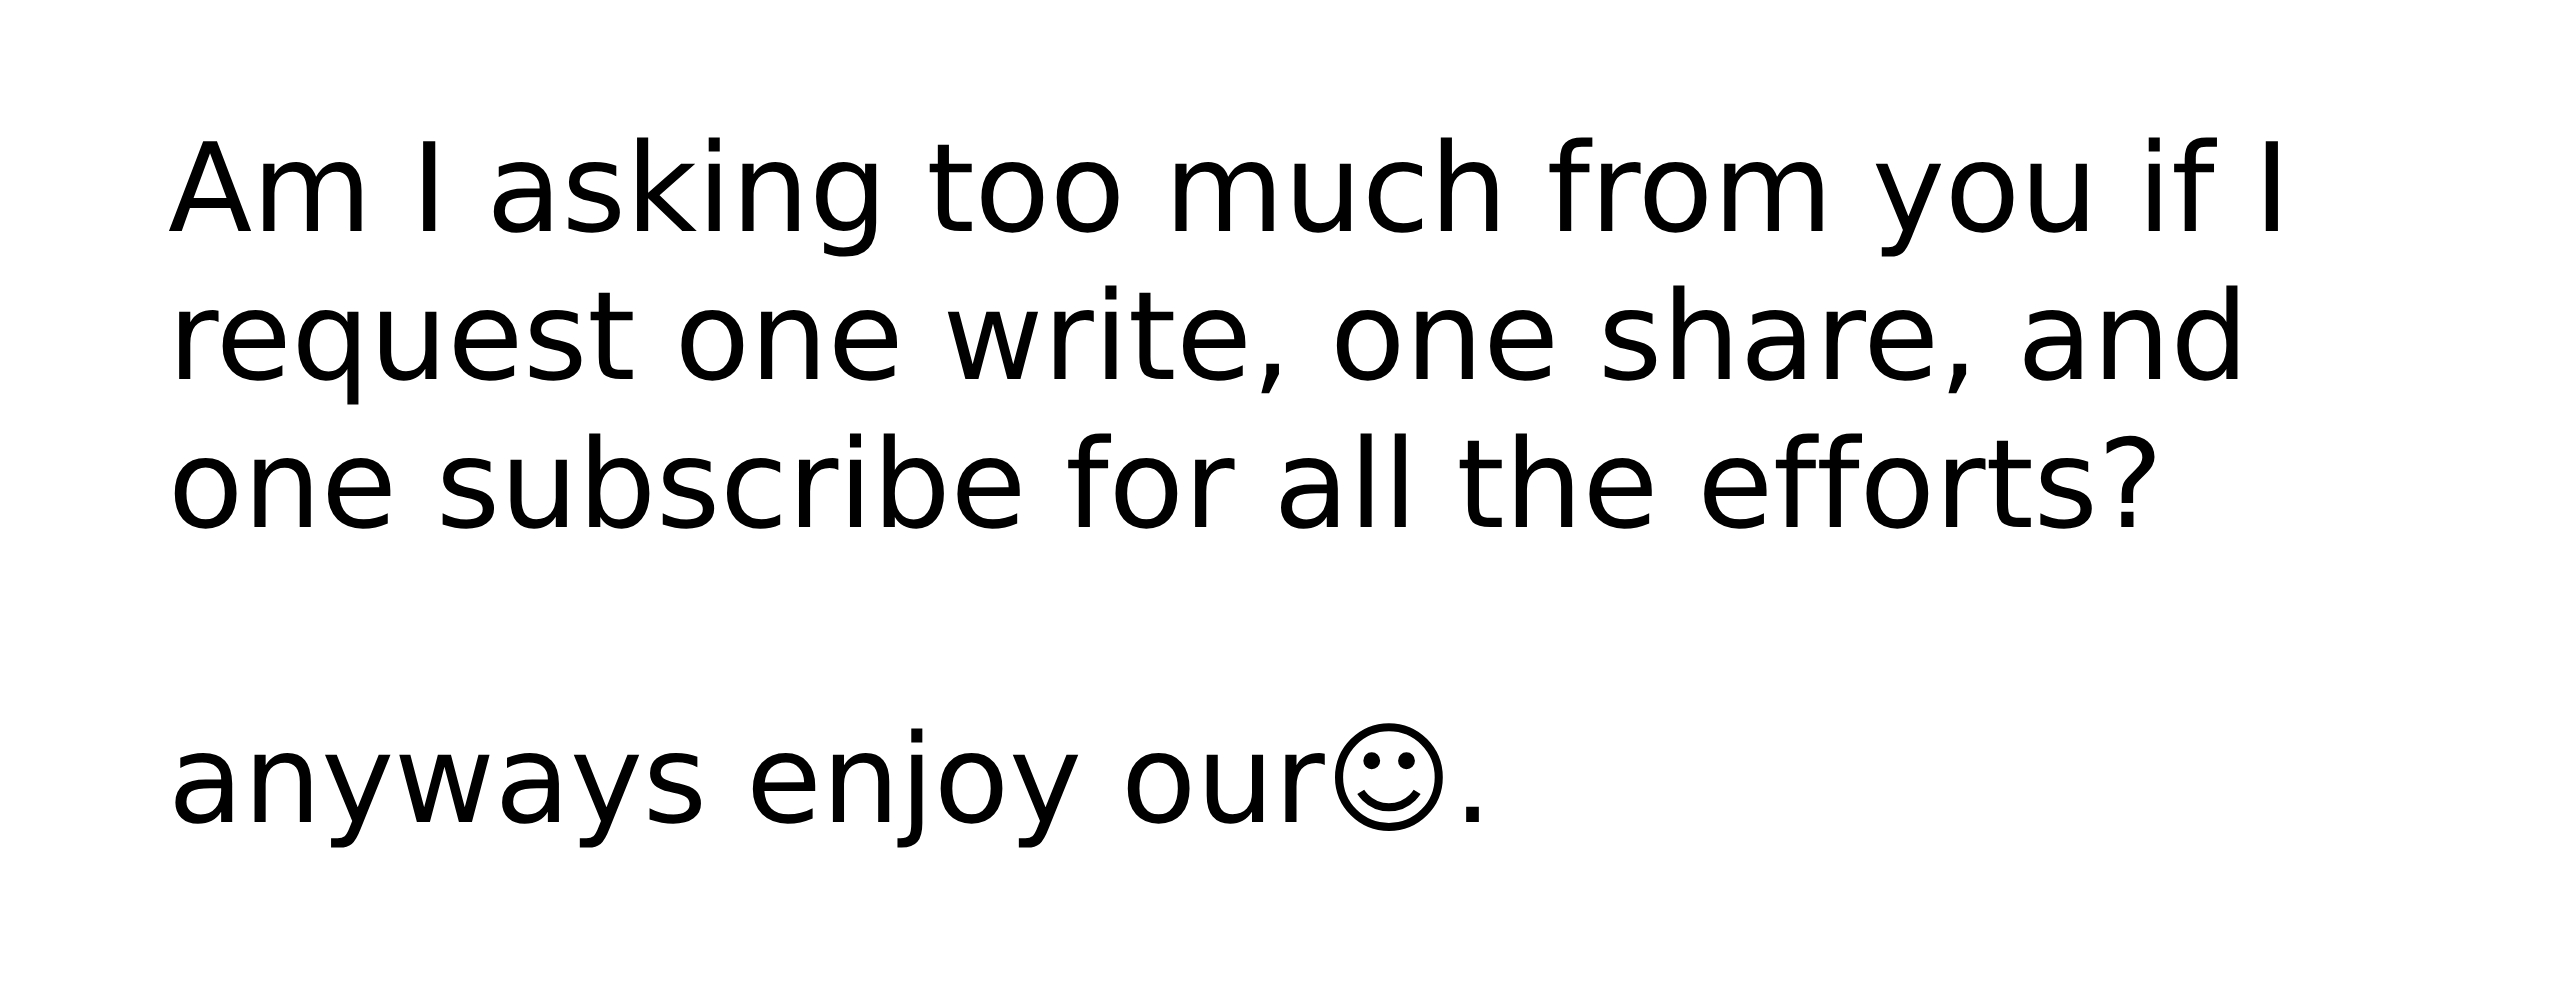 Am I asking too much from you if I
request one write, one share, and
one subscribe for all the efforts?
anyways enjoy our☺.